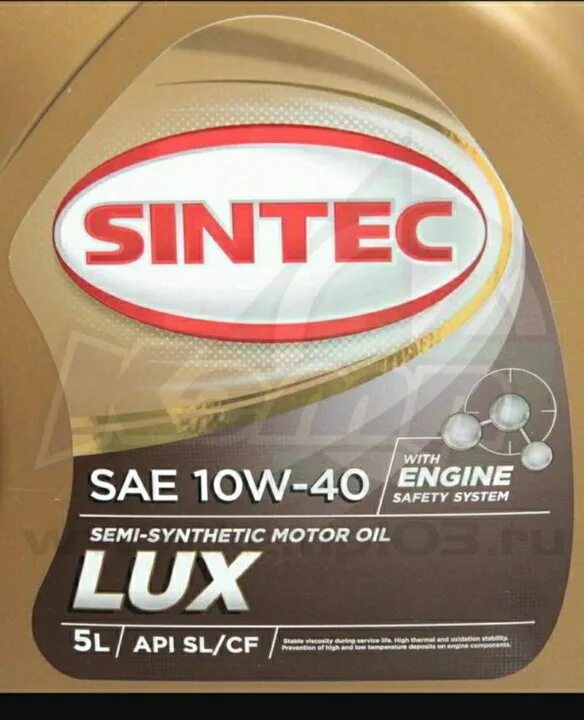 SINTEC
SAE 10W-40
WITH
ENGINE
SAFETY SYSTEM
SEMI-SYNTHETIC MOTOR OIL
LUX
5L / API SL/CF /
Stable viscosity during service life. High thermal and oxidation stability.
Prevention of high and low temperature deposits on engine components.